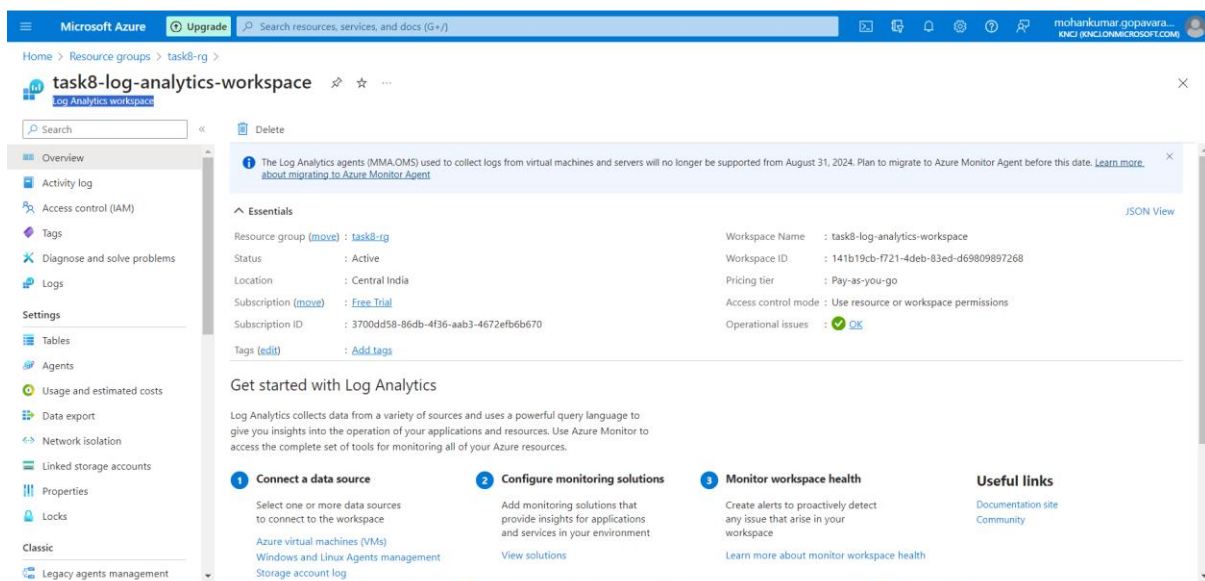 Microsoft Azure
Upgrade
Search resources, services, and docs (G+/)
mohankumar.gopavara...
KNCJ (KNCJ.ONMICROSOFT.COM)
Home > Resource groups > task8-rg >
task8-log-analytics-workspace
Log Analytics workspace
Search
Delete
Overview
Activity log
Access control (IAM)
Tags
Diagnose and solve problems
Logs
Settings
Tables
Agents
Usage and estimated costs
Data export
Network isolation
Linked storage accounts
Properties
Locks
Classic
Legacy agents management
The Log Analytics agents (MMA,OMS) used to collect logs from virtual machines and servers will no longer be supported from August 31, 2024. Plan to migrate to Azure Monitor Agent before this date. Learn more
about migrating to Azure Monitor Agent
Essentials
JSON View
Resource group (move) : task8-rg
Status : Active
Location : Central India
Subscription (move) : Free Trial
Subscription ID : 3700dd58-86db-4f36-aab3-4672efb6b670
Tags (edit) : Add tags
Workspace Name : task8-log-analytics-workspace
Workspace ID : 141b19cb-f721-4deb-83ed-d69809897268
Pricing tier : Pay-as-you-go
Access control mode : Use resource or workspace permissions
Operational issues : OK
Get started with Log Analytics
Log Analytics collects data from a variety of sources and uses a powerful query language to
give you insights into the operation of your applications and resources. Use Azure Monitor to
access the complete set of tools for monitoring all of your Azure resources.
1 Connect a data source
Select one or more data sources
to connect to the workspace
Azure virtual machines (VMs)
Windows and Linux Agents management
Storage account log
2 Configure monitoring solutions
Add monitoring solutions that
provide insights for applications
and services in your environment
View solutions
3 Monitor workspace health
Create alerts to proactively detect
any issue that arise in your
workspace
Learn more about monitor workspace health
Useful links
Documentation site
Community